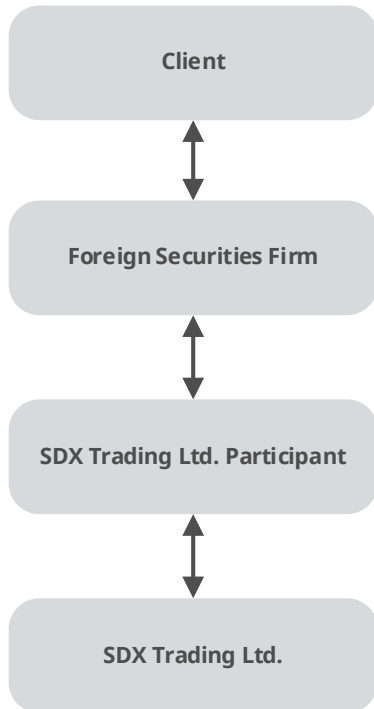 Client
Foreign Securities Firm
SDX Trading Ltd. Participant
SDX Trading Ltd.